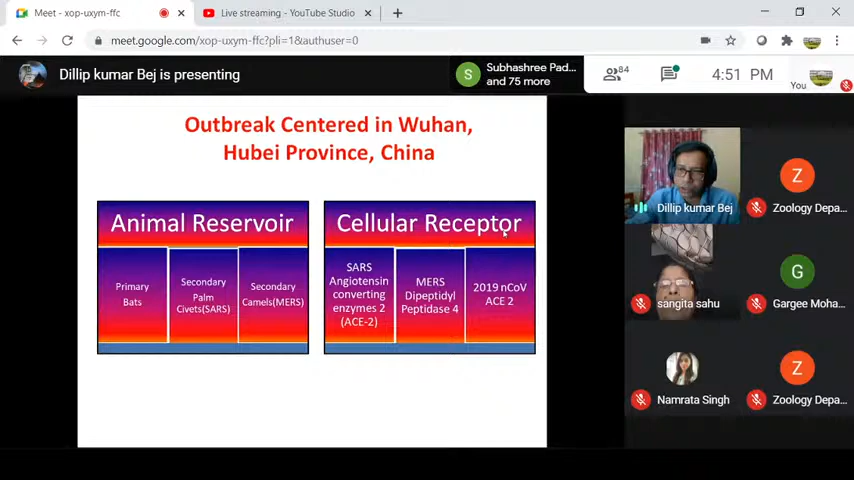 Meet - xop-uxym-ffc
Live streaming - YouTube Studio
meet.google.com/xop-uxym-ffc?pli=1&authuser=0
Dillip kumar Bej is presenting
Subhashree Pad...
and 75 more
84
4:51 PM
You
Outbreak Centered in Wuhan,
Hubei Province, China
Animal Reservoir
Primary
Bats
Secondary
Palm
Civets(SARS)
Secondary
Camels(MERS)
Cellular Receptor
SARS
Angiotensin
converting
enzymes 2
(ACE-2)
MERS
Dipeptidyl
Peptidase 4
2019 nCoV
ACE 2
Dillip kumar Bej
Z
Zoology Depa...
sangita sahu
G
Gargee Moha...
Namrata Singh
Z
Zoology Depa...
S